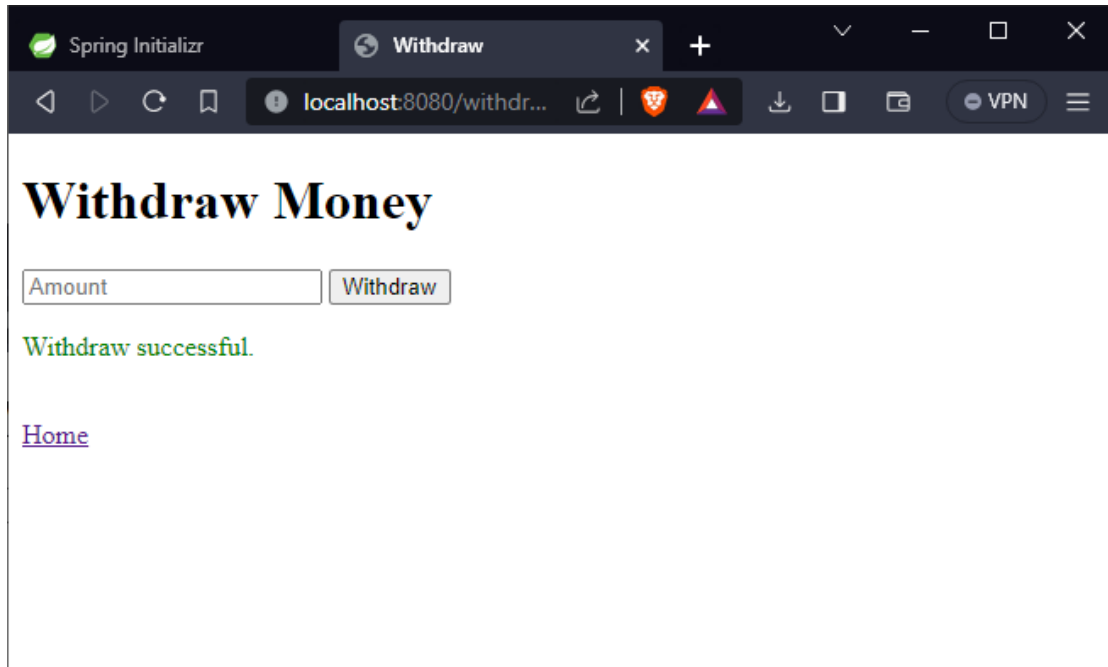 Spring Initializr
Withdraw
localhost:8080/withdr...
VPN
Withdraw Money
Amount
Withdraw
Withdraw successful.
Home